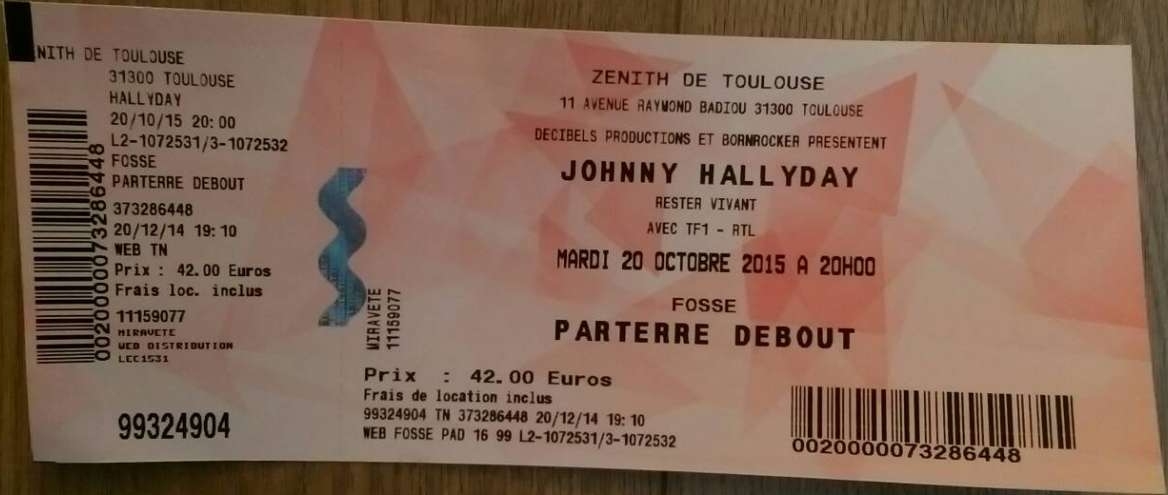 NITH DE TOULOUSE
31300 TOULOUSE
HALLYDAY
20/10/15 20:00
L2-1072531/3-1072532
FOSSE
PARTERRE DEBOUT
373286448
20/12/14 19:10
WEB TN
Prix : 42.00 Euros
Frais loc. inclus
11159077
MIRAVETE
WEB DISTRIBUTION
LEC1531
99324904
0020000073286448
MIRAVETE
11159077
ZENITH DE TOULOUSE
11 AVENUE RAYMOND BADIOU 31300 TOULOUSE
DECIBELS PRODUCTIONS ET BORNROCKER PRESENTENT
JOHNNY HALLYDAY
RESTER VIVANT
AVEC TF1 - RTL
MARDI 20 OCTOBRE 2015 A 20H00
FOSSE
PARTERRE DEBOUT
Prix : 42.00 Euros
Frais de location inclus
99324904 TN 373286448 20/12/14 19:10
WEB FOSSE PAD 16 99 L2-1072531/3-1072532
0020000073286448